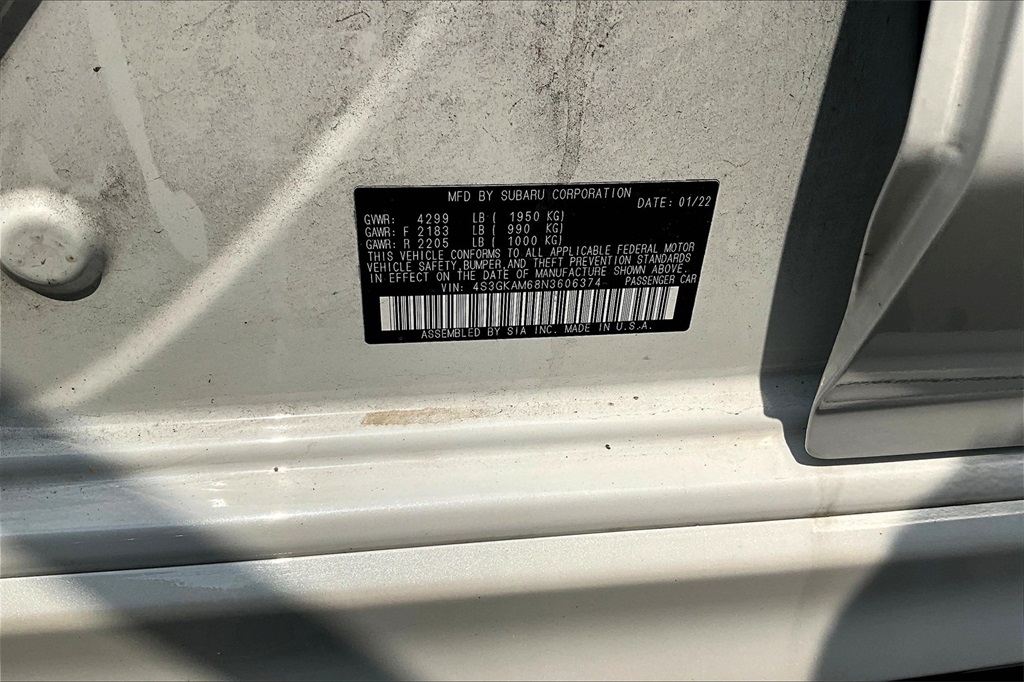 MFD BY SUBARU CORPORATION DATE: 01/22
GVWR: 4299 LB ( 1950 KG)
GAWR: F 2183 LB ( 990 KG)
GAWR: R 2205 LB ( 1000 KG)
THIS VEHICLE CONFORMS TO ALL APPLICABLE FEDERAL MOTOR
VEHICLE SAFETY, BUMPER, AND THEFT PREVENTION STANDARDS
IN EFFECT ON THE DATE OF MANUFACTURE SHOWN ABOVE.
VIN: 4S3GKAM68N3606374 PASSENGER CAR
ASSEMBLED BY SIA INC. MADE IN U.S.A.